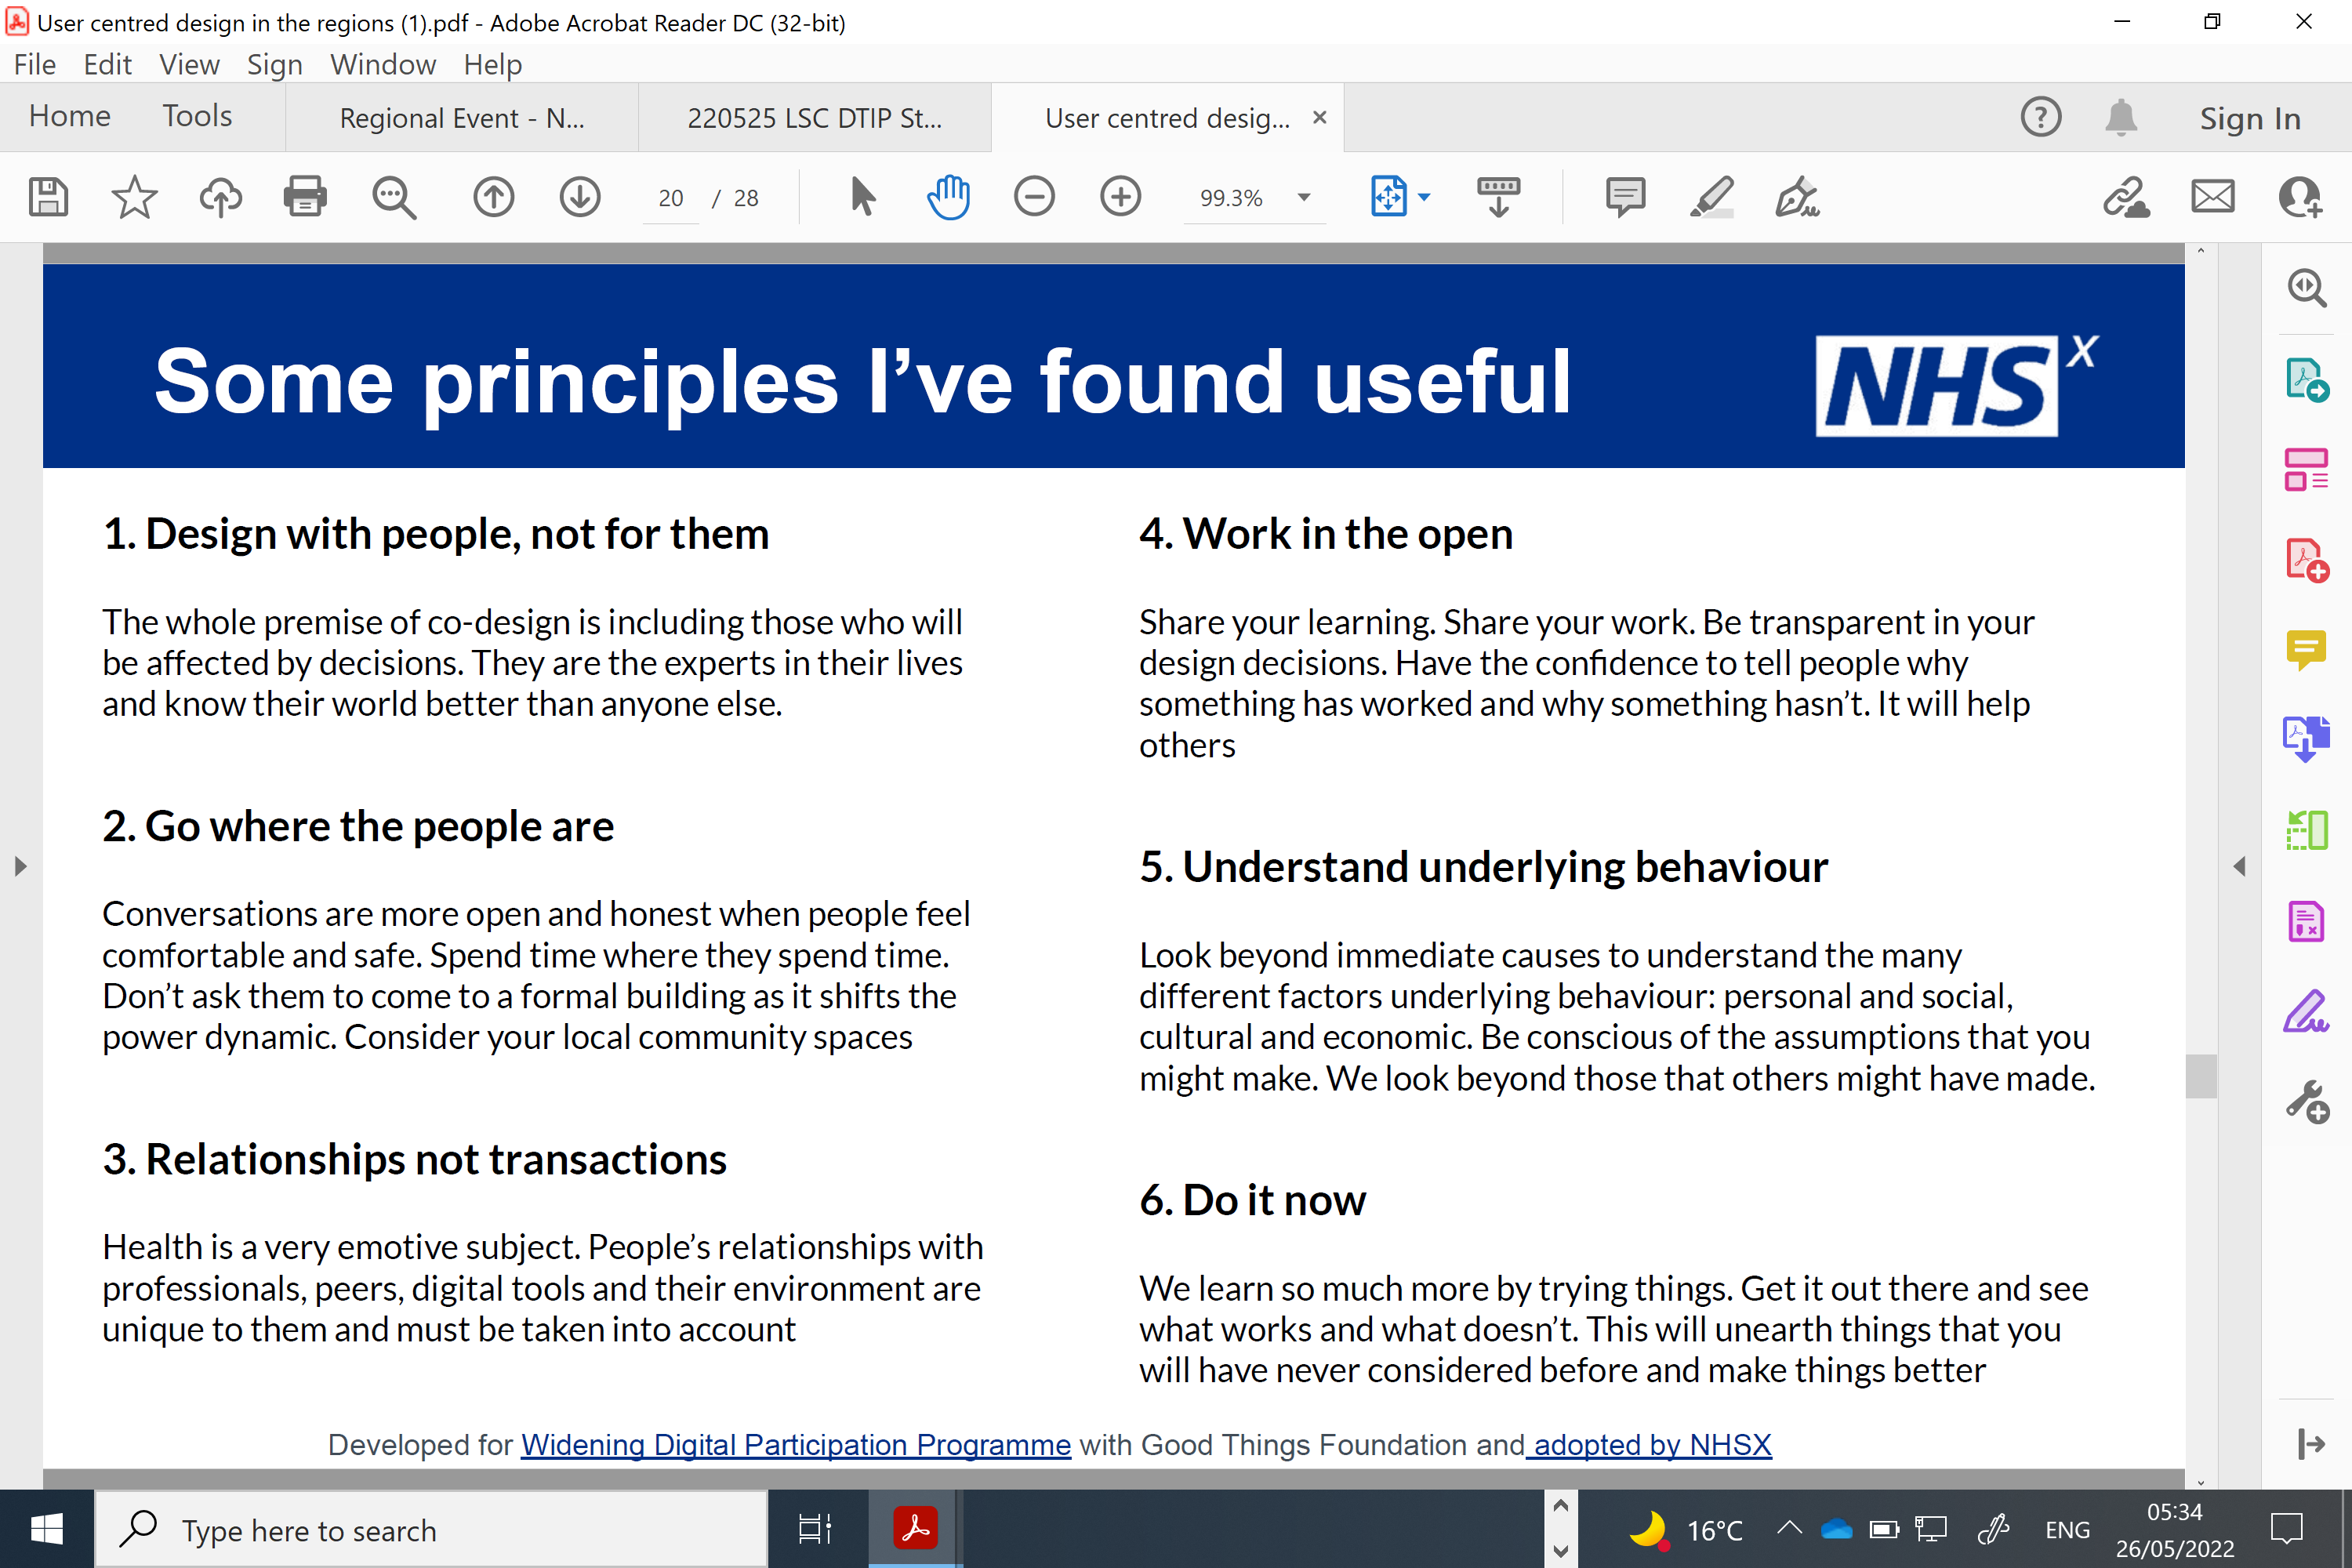 User centred design in the regions (1).pdf - Adobe Acrobat Reader DC (32-bit)
File Edit View Sign Window Help
Home Tools Regional Event - N... 220525 LSC DTIP St... User centred desig... × Sign In
20 / 28 99.3%
Some principles I’ve found useful
NHSX
1. Design with people, not for them
The whole premise of co-design is including those who will
be affected by decisions. They are the experts in their lives
and know their world better than anyone else.
2. Go where the people are
Conversations are more open and honest when people feel
comfortable and safe. Spend time where they spend time.
Don’t ask them to come to a formal building as it shifts the
power dynamic. Consider your local community spaces
3. Relationships not transactions
Health is a very emotive subject. People’s relationships with
professionals, peers, digital tools and their environment are
unique to them and must be taken into account
4. Work in the open
Share your learning. Share your work. Be transparent in your
design decisions. Have the confidence to tell people why
something has worked and why something hasn’t. It will help
others
5. Understand underlying behaviour
Look beyond immediate causes to understand the many
different factors underlying behaviour: personal and social,
cultural and economic. Be conscious of the assumptions that you
might make. We look beyond those that others might have made.
6. Do it now
We learn so much more by trying things. Get it out there and see
what works and what doesn’t. This will unearth things that you
will have never considered before and make things better
Developed for Widening Digital Participation Programme with Good Things Foundation and adopted by NHSX
Type here to search
16°C ENG
05:34
26/05/2022